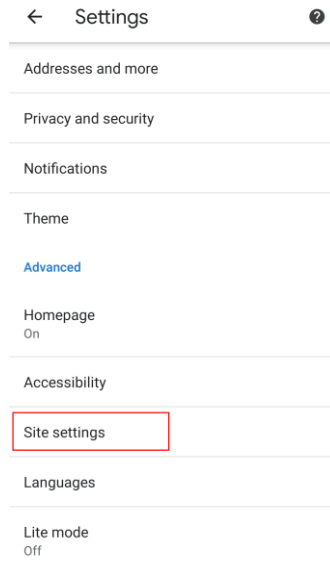 Settings
Addresses and more
Privacy and security
Notifications
Theme
Advanced
Homepage
On
Accessibility
Site settings
Languages
Lite mode
Off